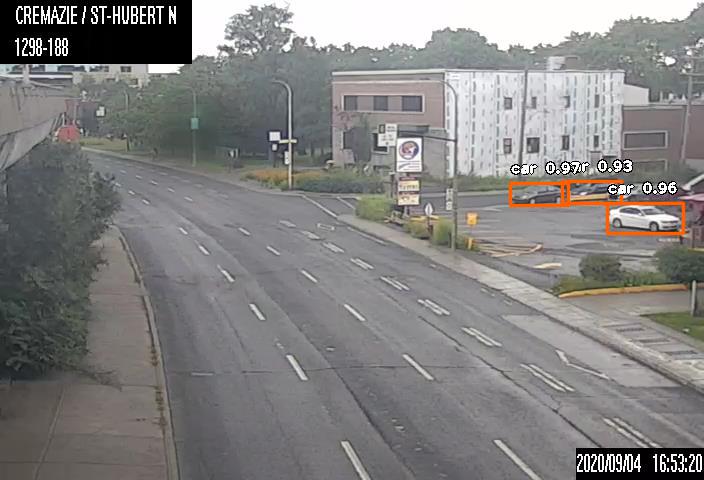 CREMAZIE / ST-HUBERT N
1298-188
car 0.97
r 0.93
car 0.96
2020/09/04 16:53:20